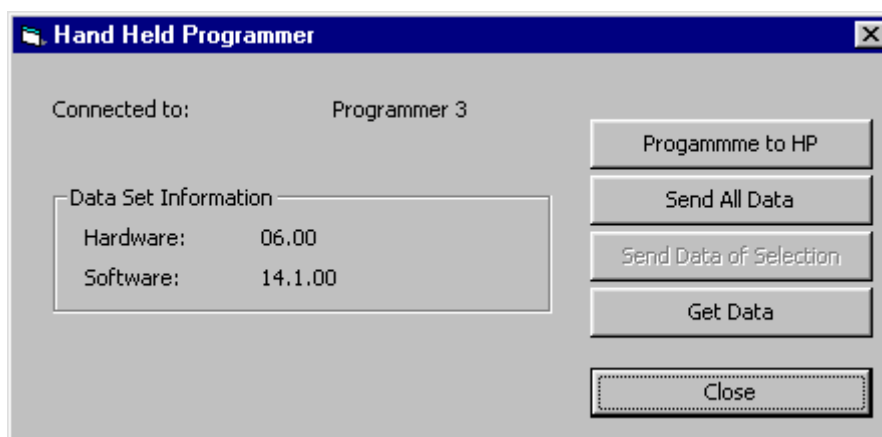 Hand Held Programmer
Connected to: Programmer 3
Progammme to HP
Data Set Information
Send All Data
Hardware: 06.00
Send Data of Selection
Software: 14.1.00
Get Data
Close